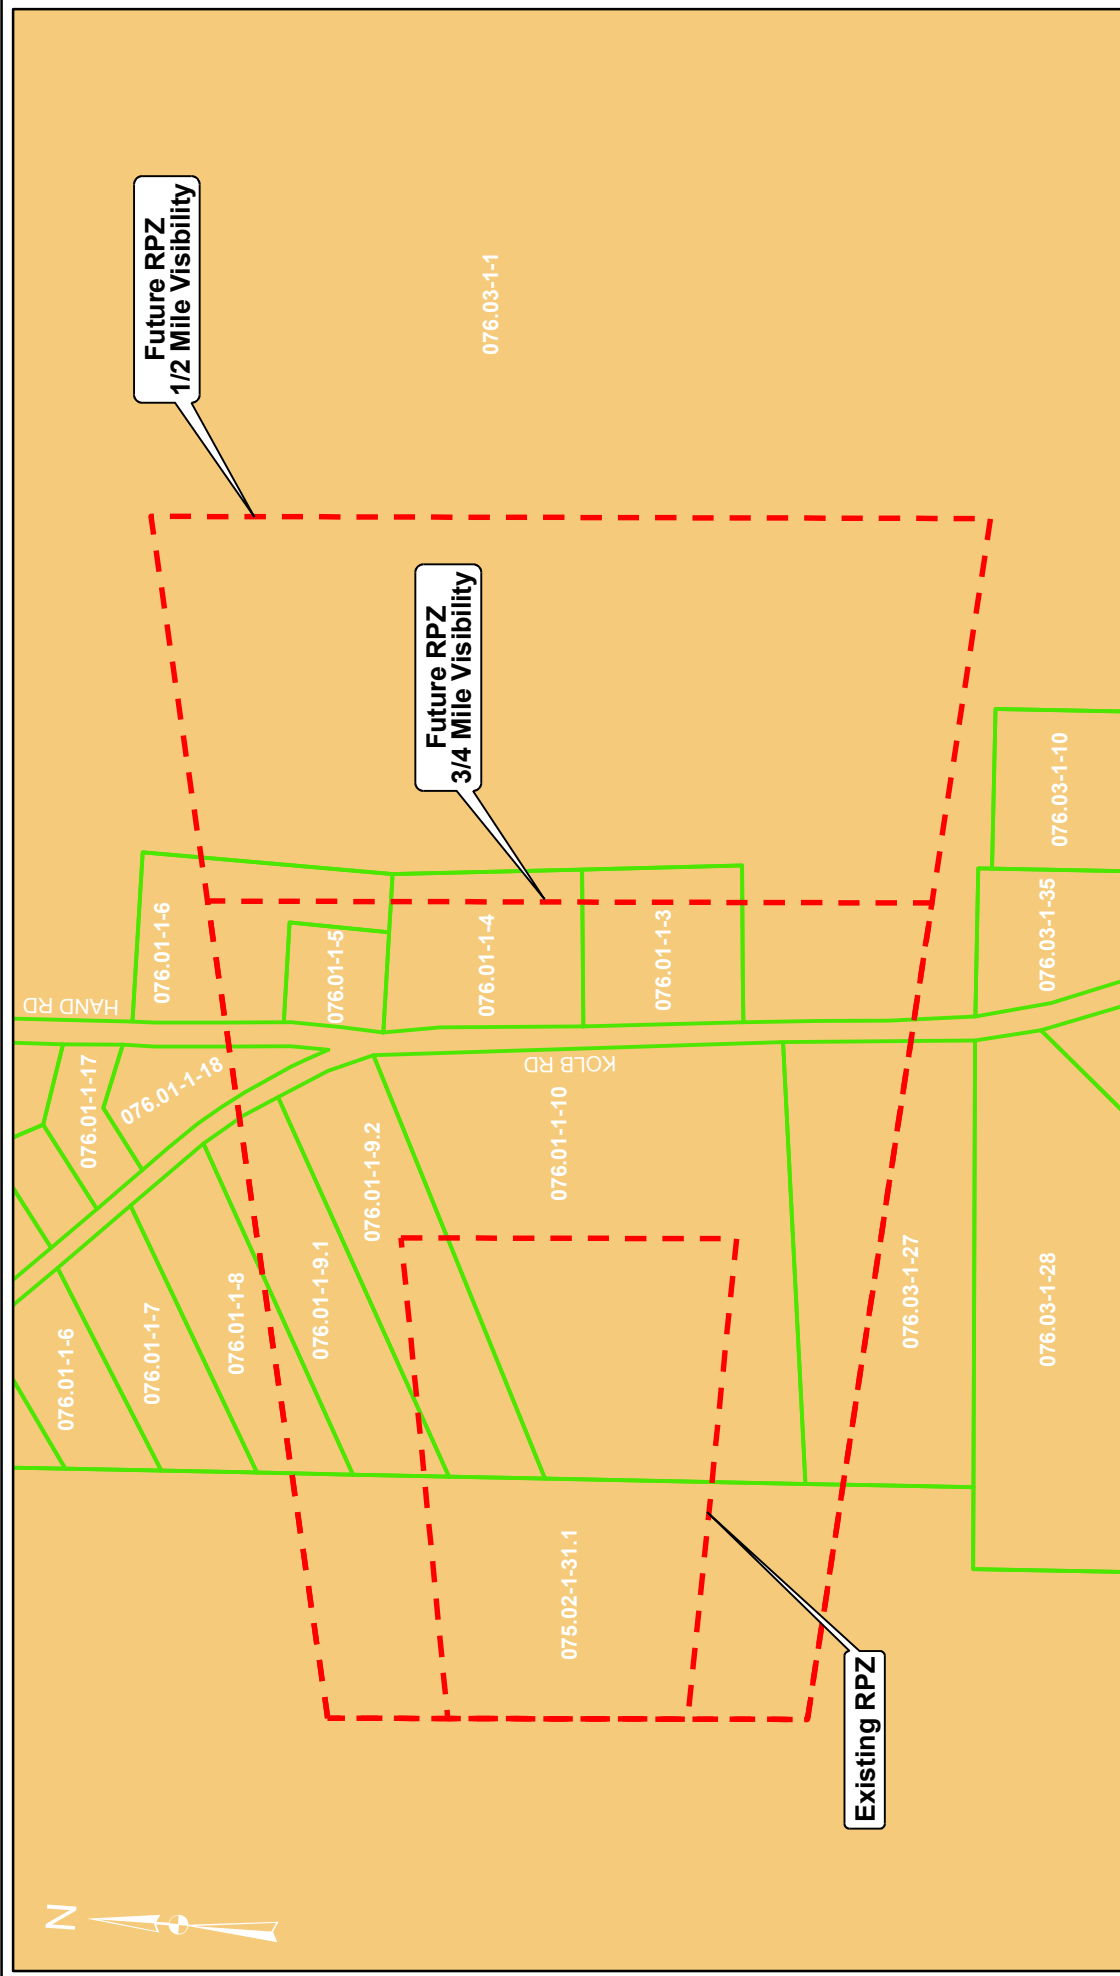 Future RPZ
1/2 Mile Visibility
076.03-1-1
Future RPZ
3/4 Mile Visibility
076.03-1-10
076.01-1-6
076.01-1-5
076.01-1-4
076.01-1-3
076.03-1-35
HAND RD
KOLB RD
076.01-1-17
076.01-1-18
076.01-1-9.2
076.01-1-10
076.01-1-6
076.01-1-7
076.01-1-8
076.01-1-9.1
076.03-1-27
076.03-1-28
075.02-1-31.1
Existing RPZ
N